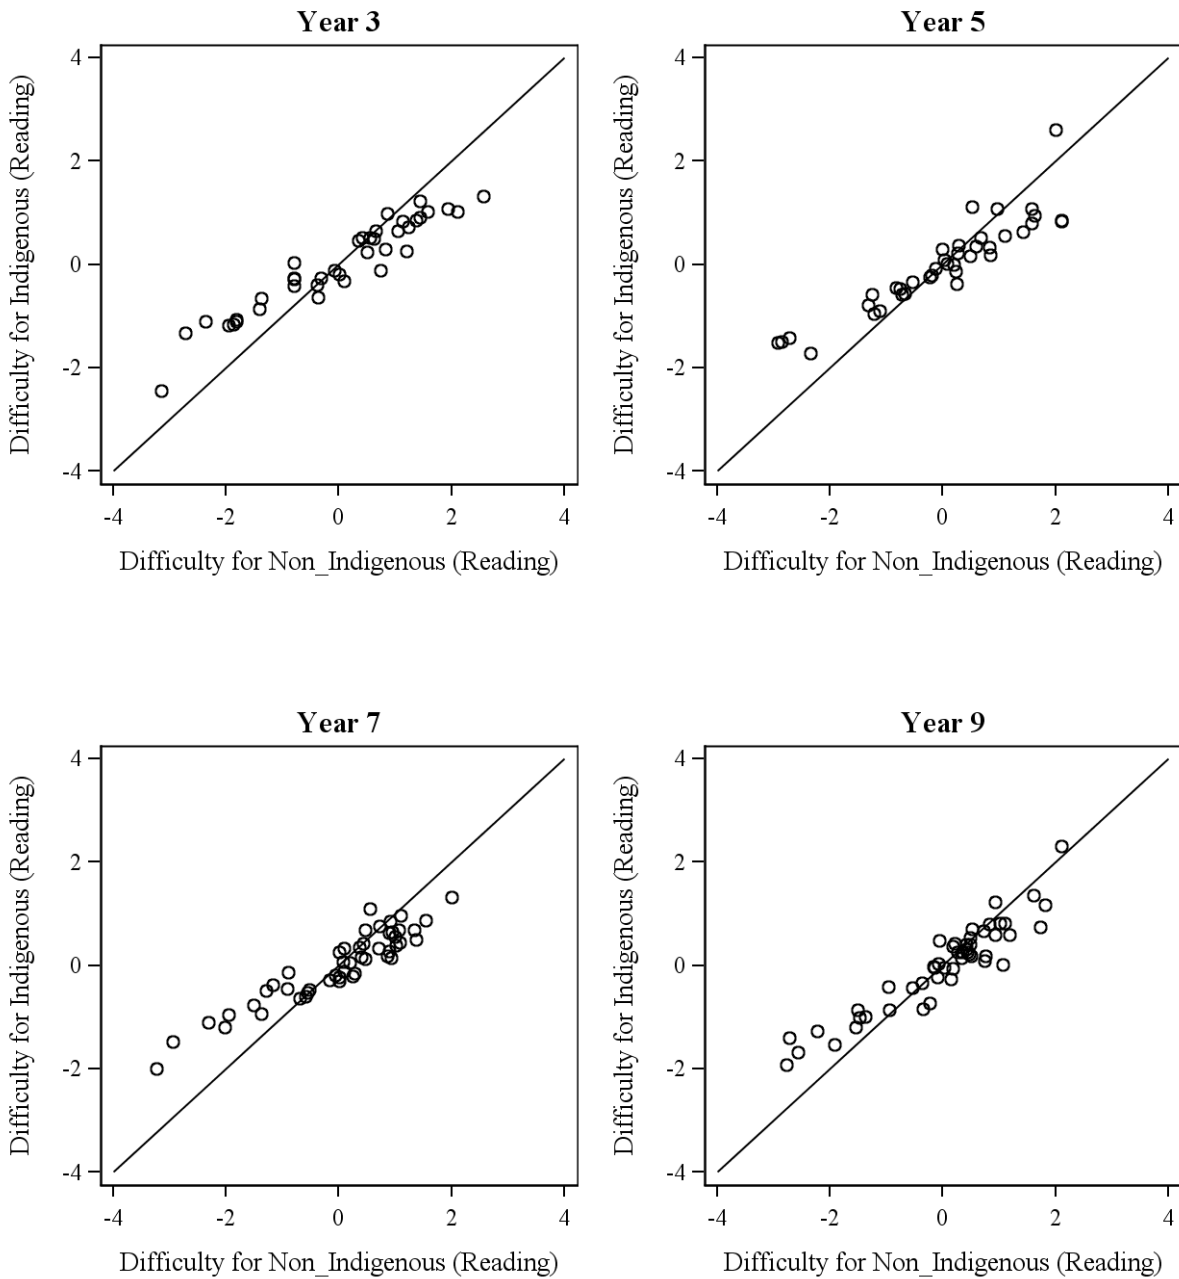 Year 3
4
2
0
-2
-4
Difficulty for Indigenous (Reading)
-4 -2 0 2 4
Difficulty for Non_Indigenous (Reading)
Year 5
4
2
0
-2
-4
Difficulty for Indigenous (Reading)
-4 -2 0 2 4
Difficulty for Non_Indigenous (Reading)
Year 7
4
2
0
-2
-4
Difficulty for Indigenous (Reading)
-4 -2 0 2 4
Difficulty for Non_Indigenous (Reading)
Year 9
4
2
0
-2
-4
Difficulty for Indigenous (Reading)
-4 -2 0 2 4
Difficulty for Non_Indigenous (Reading)